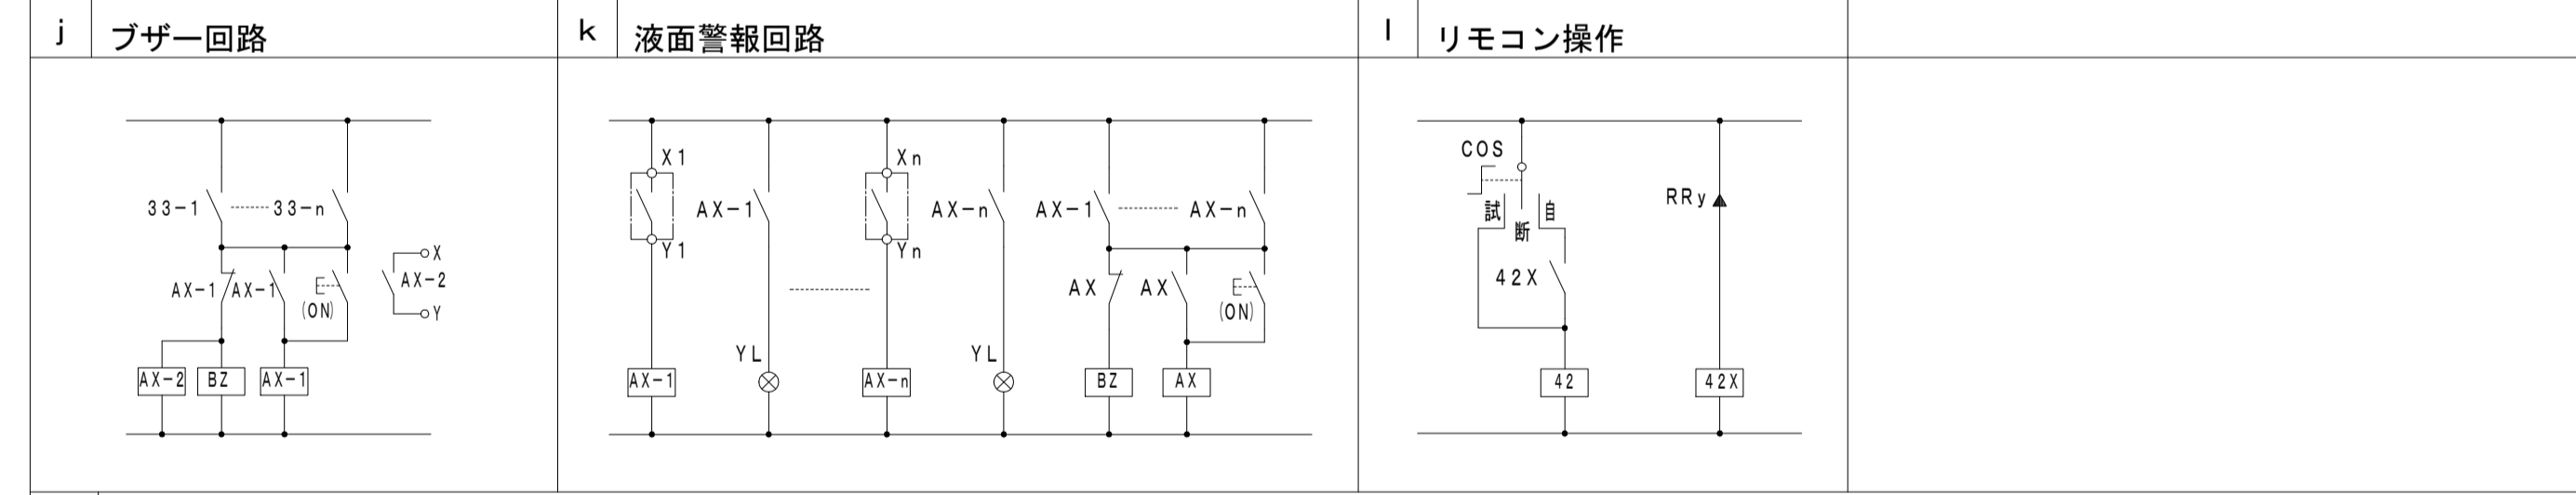 j ブザー回路
33-1 33-n
AX-1 AX-1 (ON)
X
AX-2
Y
AX-2 BZ AX-1
k 液面警報回路
X1 Xn
AX-1 AX-n AX-1 AX-n
Y1 Yn
AX AX (ON)
YL YL
AX-1 AX-n BZ AX
l リモコン操作
COS
RRy
試 断 自
42X
42 42X